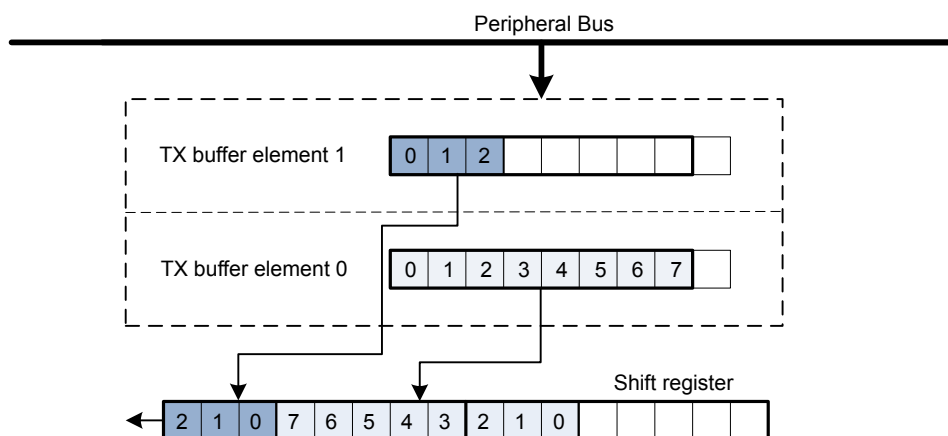 Peripheral Bus
TX buffer element 1
0 1 2
TX buffer element 0
0 1 2 3 4 5 6 7
Shift register
2 1 0 7 6 5 4 3 2 1 0